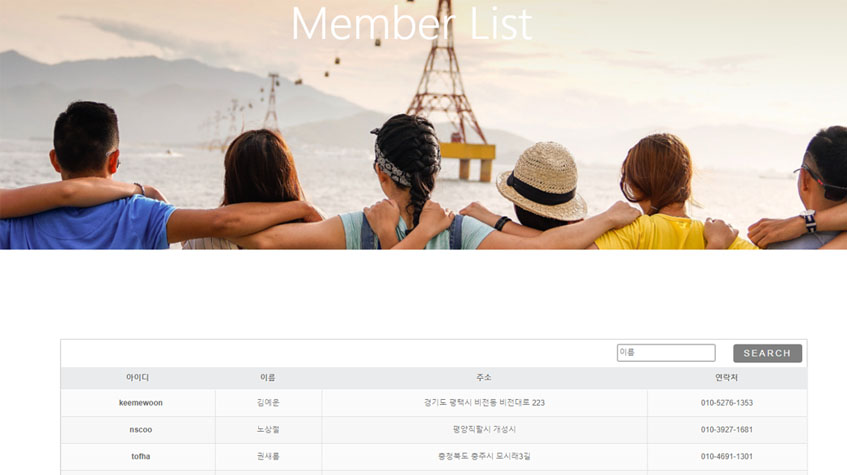 Member List
이름 SEARCH
아이디 이름 주소 연락처
keemewoon 김예운 경기도 평택시 비전동 비전대로 223 010-5276-1353
nscoo 노상철 평양직할시 개성시 010-3927-1681
tofha 권새롬 충청북도 충주시 모시래3길 010-4691-1301